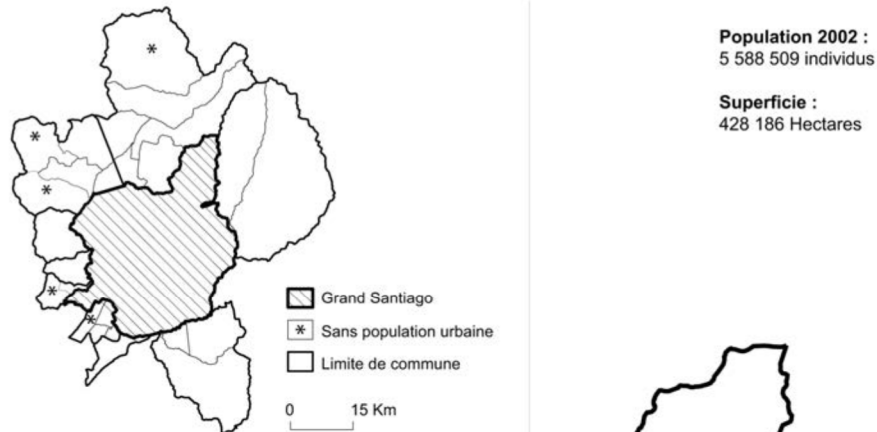 Population 2002 :
5 588 509 individus
Superficie :
428 186 Hectares
Grand Santiago
Sans population urbaine
Limite de commune
0 15 Km